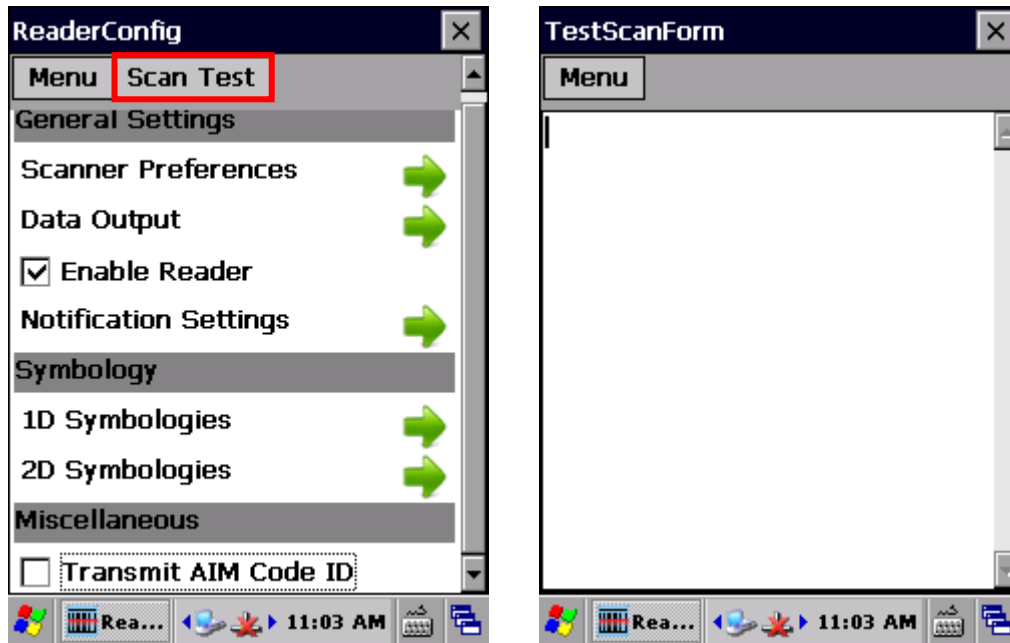 ReaderConfig
Menu Scan Test
General Settings
Scanner Preferences
Data Output
Enable Reader
Notification Settings
Symbology
1D Symbologies
2D Symbologies
Miscellaneous
Transmit AIM Code ID
Rea... 11:03 AM
TestScanForm
Menu
Rea... 11:03 AM